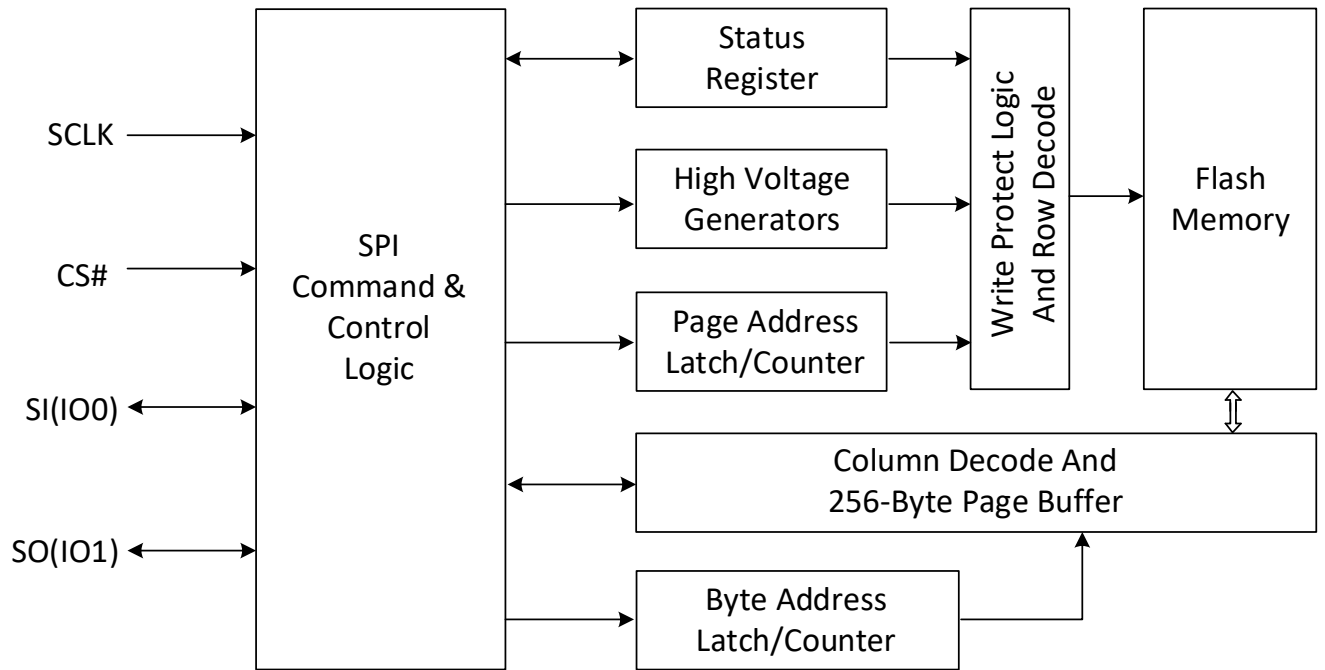 SCLK
CS#
SI(IO0)
SO(IO1)
SPI
Command &
Control
Logic
Status
Register
High Voltage
Generators
Page Address
Latch/Counter
Write Protect Logic
And Row Decode
Flash
Memory
Column Decode And
256-Byte Page Buffer
Byte Address
Latch/Counter